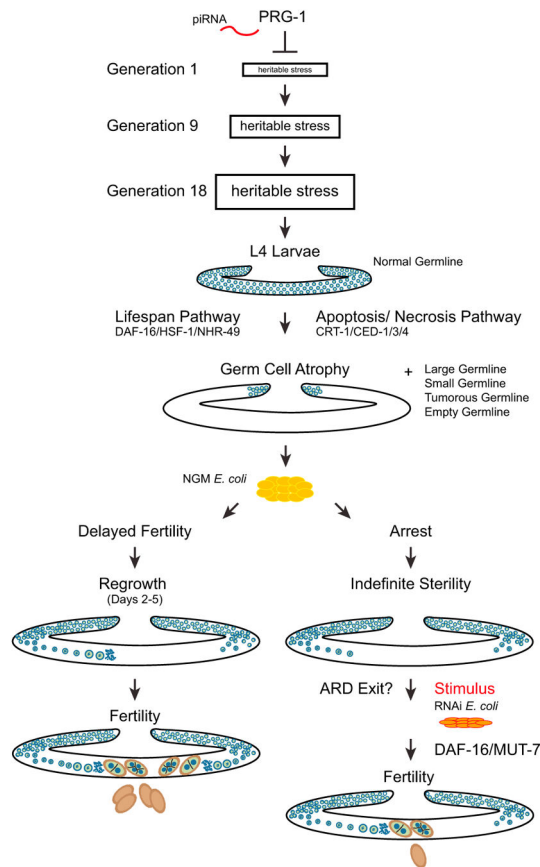 piRNA
PRG-1
Generation 1
heritable stress
Generation 9
heritable stress
Generation 18
heritable stress
L4 Larvae
Normal Germline
Lifespan Pathway
DAF-16/HSF-1/NHR-49
Apoptosis/ Necrosis Pathway
CRT-1/CED-1/3/4
Germ Cell Atrophy
+
Large Germline
Small Germline
Tumorous Germline
Empty Germline
NGM E. coli
Delayed Fertility
Arrest
Regrowth
(Days 2-5)
Indefinite Sterility
ARD Exit?
Stimulus
RNAi E. coli
Fertility
DAF-16/MUT-7
Fertility